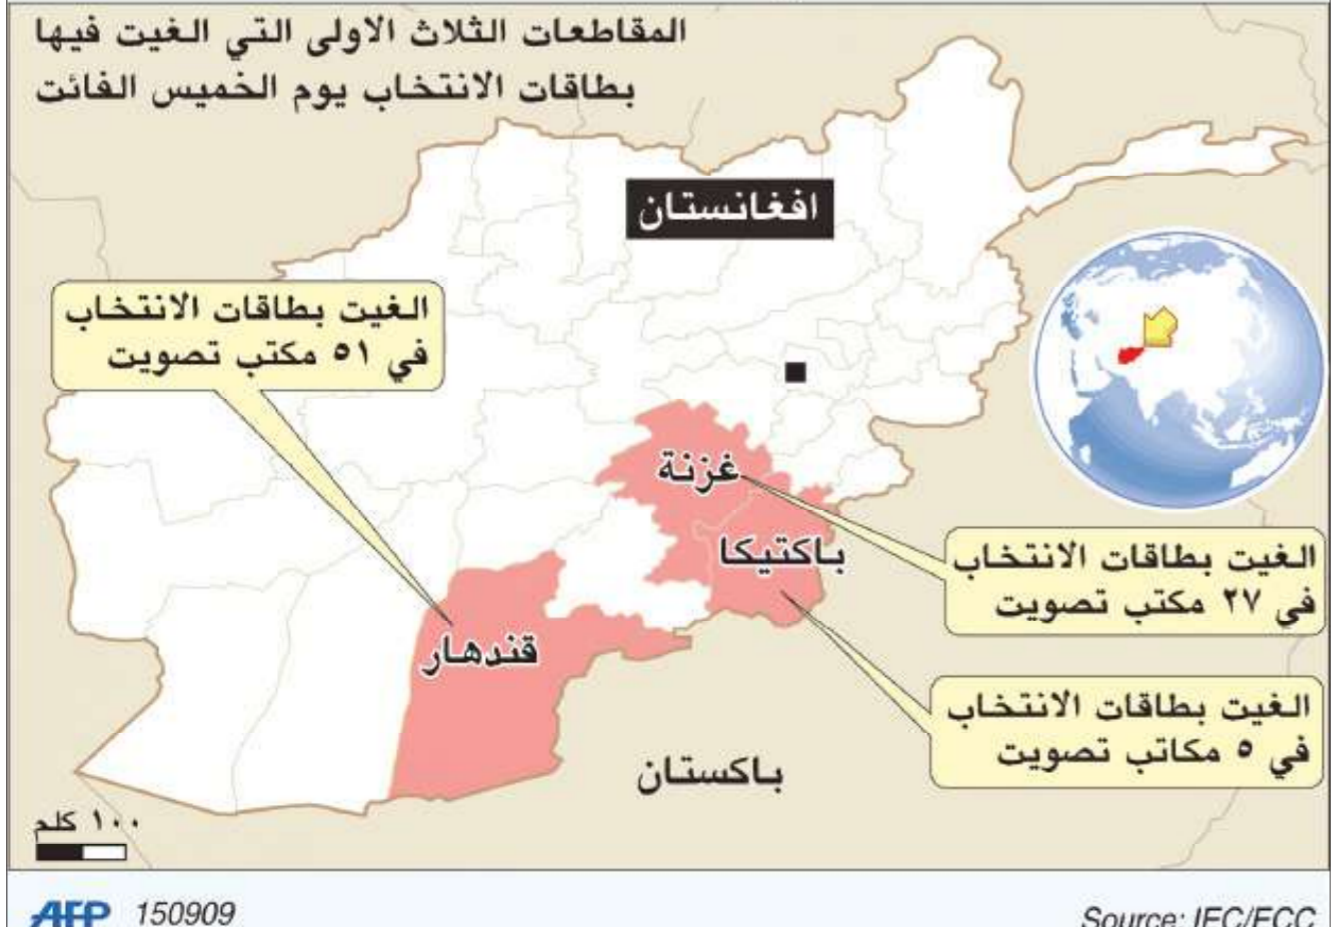 المقاطعات الثلاث الاولى التي الغيت فيها
بطاقات الانتخاب يوم الخميس الفائت
افغانستان
الغيت بطاقات الانتخاب
في ٥١ مكتب تصويت
غزنة
باكتيكا
الغيت بطاقات الانتخاب
في ٢٧ مكتب تصويت
قندهار
الغيت بطاقات الانتخاب
في ٥ مكاتب تصويت
باكستان
١٠٠ كلم
AFP 150909
Source: IEC/ECC